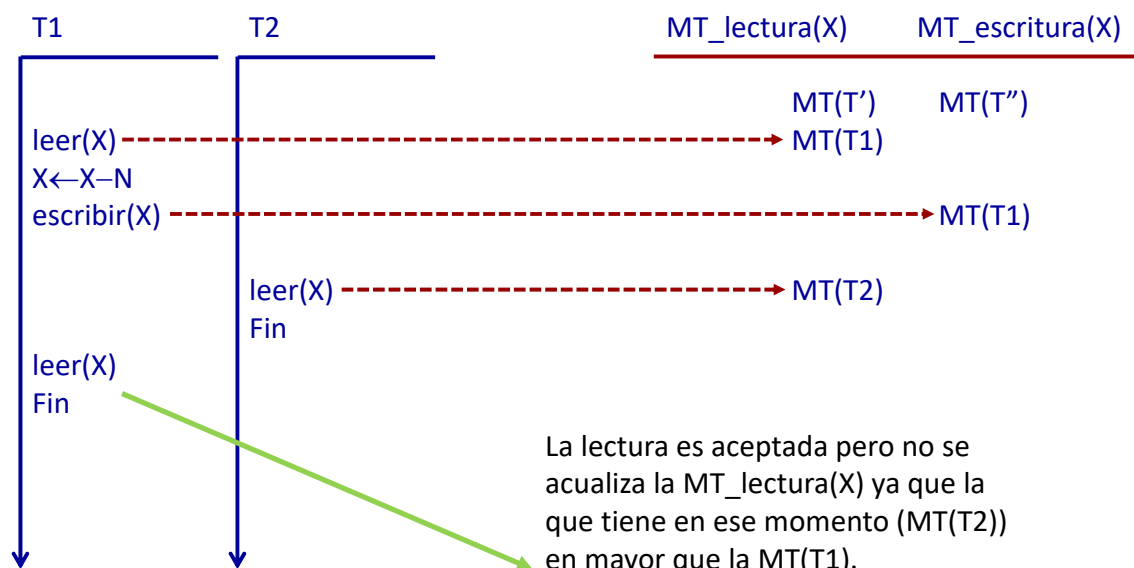 T1 T2 MT_lectura(X) MT_escritura(X)
MT(T’) MT(T”)
leer(X) MT(T1)
X←X–N
escribir(X) MT(T1)
leer(X) MT(T2)
Fin
leer(X)
Fin
La lectura es aceptada pero no se
acualiza la MT_lectura(X) ya que la
que tiene en ese momento (MT(T2))
en mayor que la MT(T1).